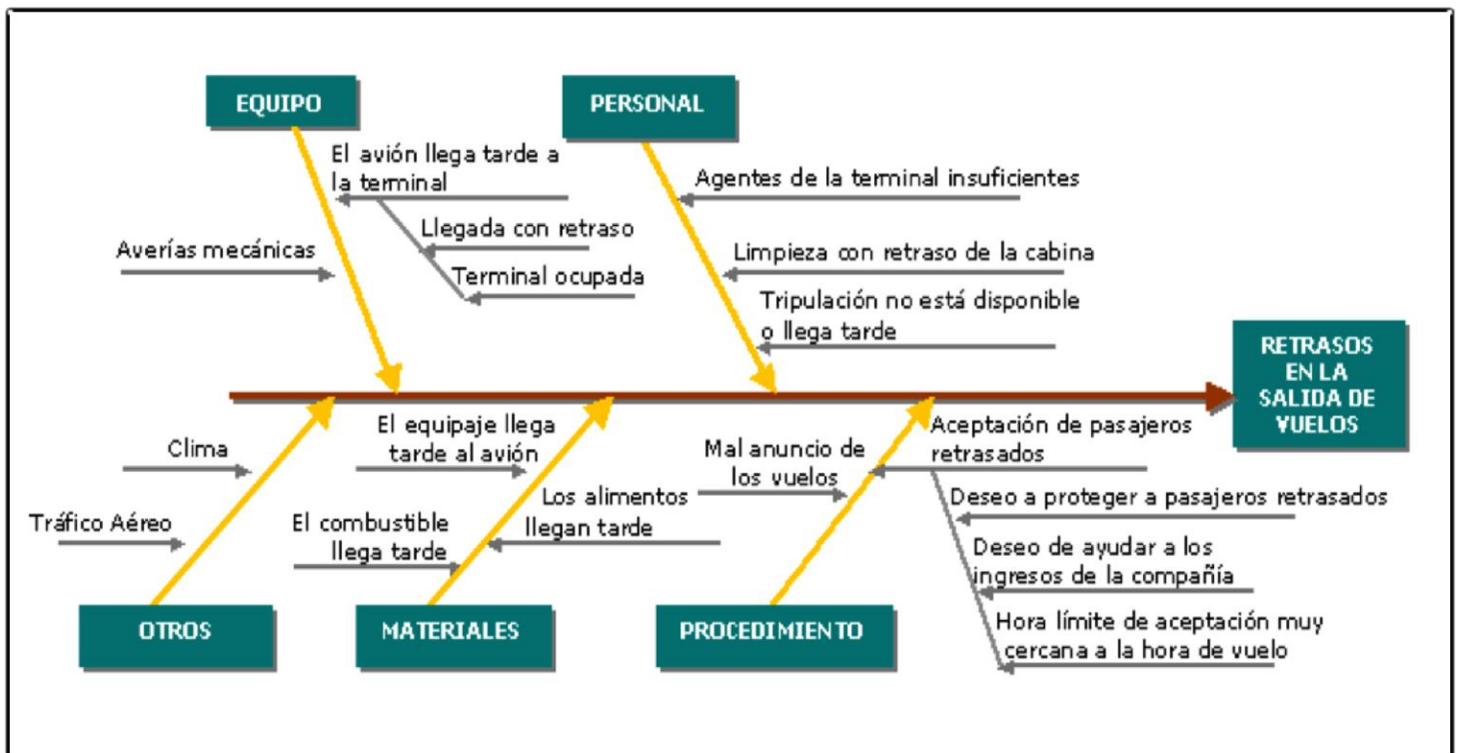 EQUIPO
PERSONAL
El avión llega tarde a
la terminal
Llegada con retraso
Terminal ocupada
Averías mecánicas
Agentes de la terminal insuficientes
Limpieza con retraso de la cabina
Tripulación no está disponible
o llega tarde
RETRASOS
EN LA
SALIDA DE
VUELOS
Clima
Tráfico Aéreo
El equipaje llega
tarde al avión
Los alimentos
llegan tarde
El combustible
llega tarde
Mal anuncio de
los vuelos
Aceptación de pasajeros
retrasados
Deseo a proteger a pasajeros retrasados
Deseo de ayudar a los
ingresos de la compañía
Hora límite de aceptación muy
cercana a la hora de vuelo
OTROS
MATERIALES
PROCEDIMIENTO